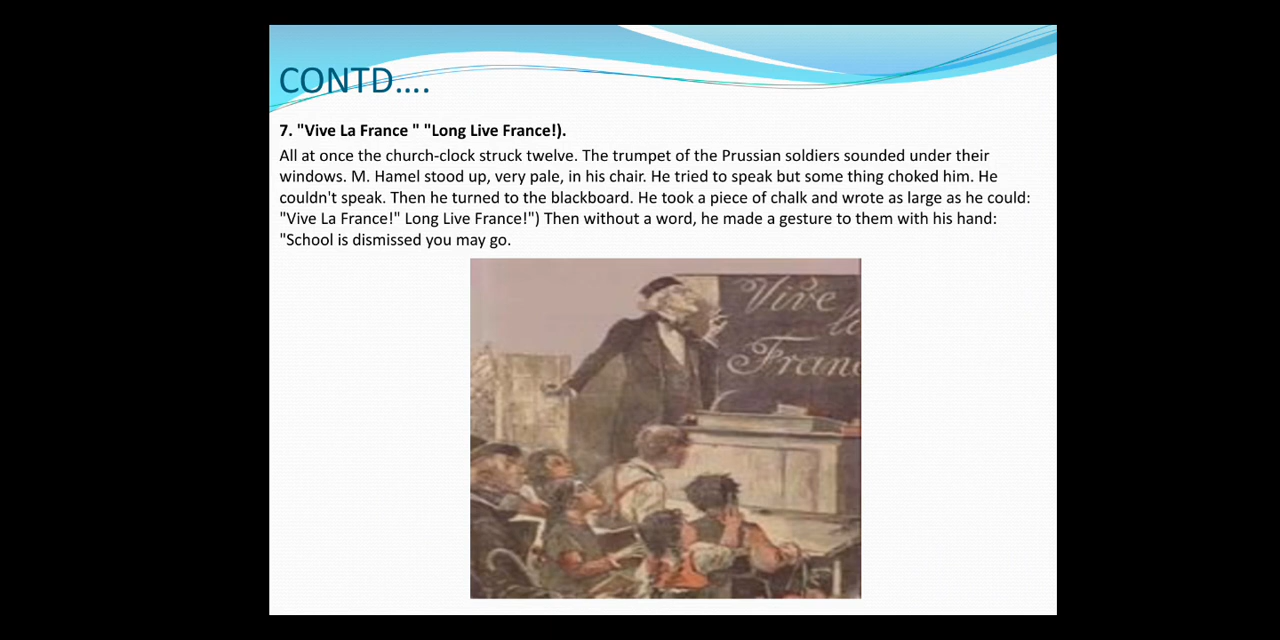 CONTD....
7. "Vive La France " "Long Live France!).
All at once the church-clock struck twelve. The trumpet of the Prussian soldiers sounded under their
windows. M. Hamel stood up, very pale, in his chair. He tried to speak but some thing choked him. He
couldn't speak. Then he turned to the blackboard. He took a piece of chalk and wrote as large as he could:
"Vive La France!" Long Live France!") Then without a word, he made a gesture to them with his hand:
"School is dismissed you may go.
Vive
la
Franc